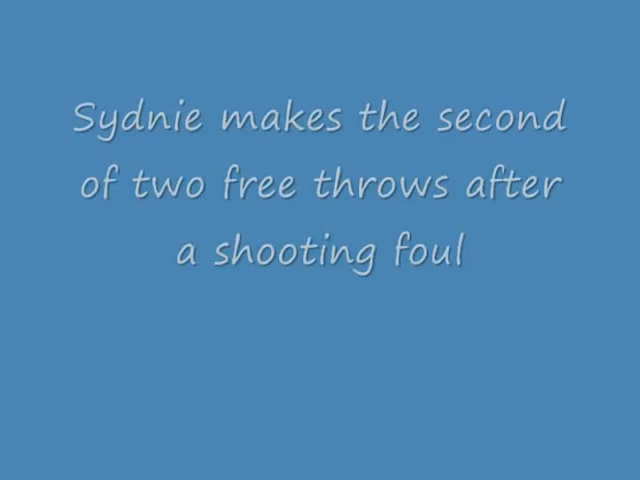 Sydnie makes the second
of two free throws after
a shooting foul